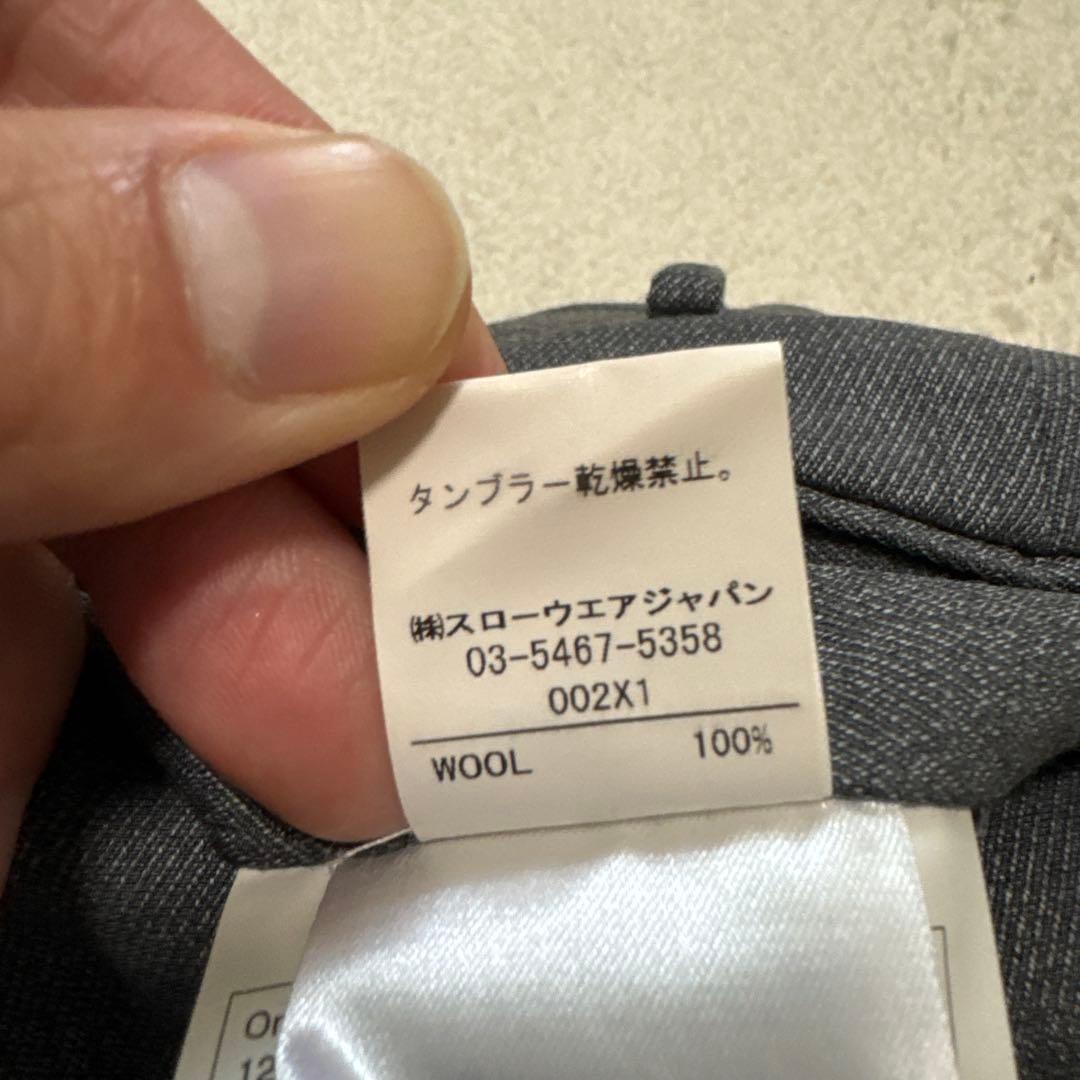 タンブラー乾燥禁止。
㈱スローウエアジャパン
03-5467-5358
002X1
WOOL 100%
12